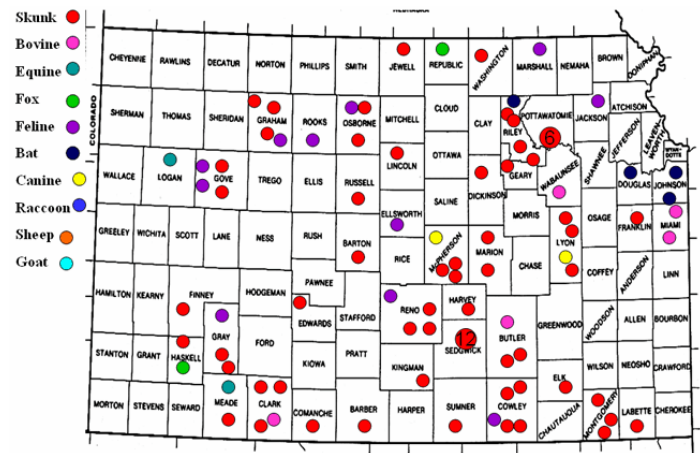 Skunk
Bovine
Equine
Fox
Feline
Bat
Canine
Raccoon
Sheep
Goat
COLORADO
CHEYENNE RAWLINS DECATUR NORTON PHILLIPS SMITH JEWELL REPUBLIC WASHINGTON MARSHALL NEMAHA BROWN DONIPHAN
SHERMAN THOMAS SHERIDAN GRAHAM ROOKS OSBORNE MITCHELL CLOUD CLAY RILEY POTTAWATOMIE 6 JACKSON ATCHISON JEFFERSON LEAVEN WORTH
WALLACE LOGAN GOVE TREGO ELLIS RUSSELL LINCOLN OTTAWA SALINE DICKINSON GEARY WABAUNSEE SHAWNEE DOUGLAS JOHNSON
GREELEY WICHITA SCOTT LANE NESS RUSH BARTON ELLSWORTH RICE McPHERSON MARION MORRIS CHASE LYON OSAGE COFFEY FRANKLIN ANDERSON MIAMI LINN
HAMILTON KEARNY FINNEY HODGEMAN PAWNEE EDWARDS STAFFORD RENO HARVEY SEDGWICK 12 BUTLER GREENWOOD WOODSON ALLEN BOURBON
STANTON GRANT HASKELL GRAY FORD KIOWA PRATT KINGMAN ELK WILSON NEOSHO CRAWFORD
MORTON STEVENS SEWARD MEADE CLARK COMANCHE BARBER HARPER SUMNER COWLEY CHAUTAUQUA MONTGOMERY LABETTE CHEROKEE